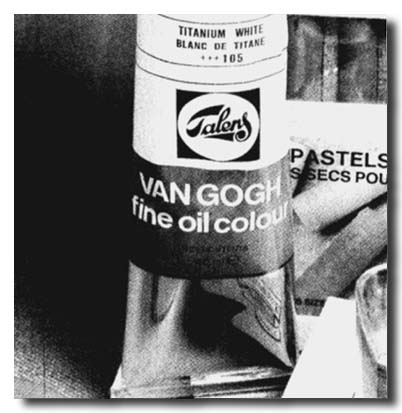 TITANIUM WHITE
BLANC DE TITANE
+++105
Talens
VAN GOGH
fine oil colour
PASTELS
S SECS POU